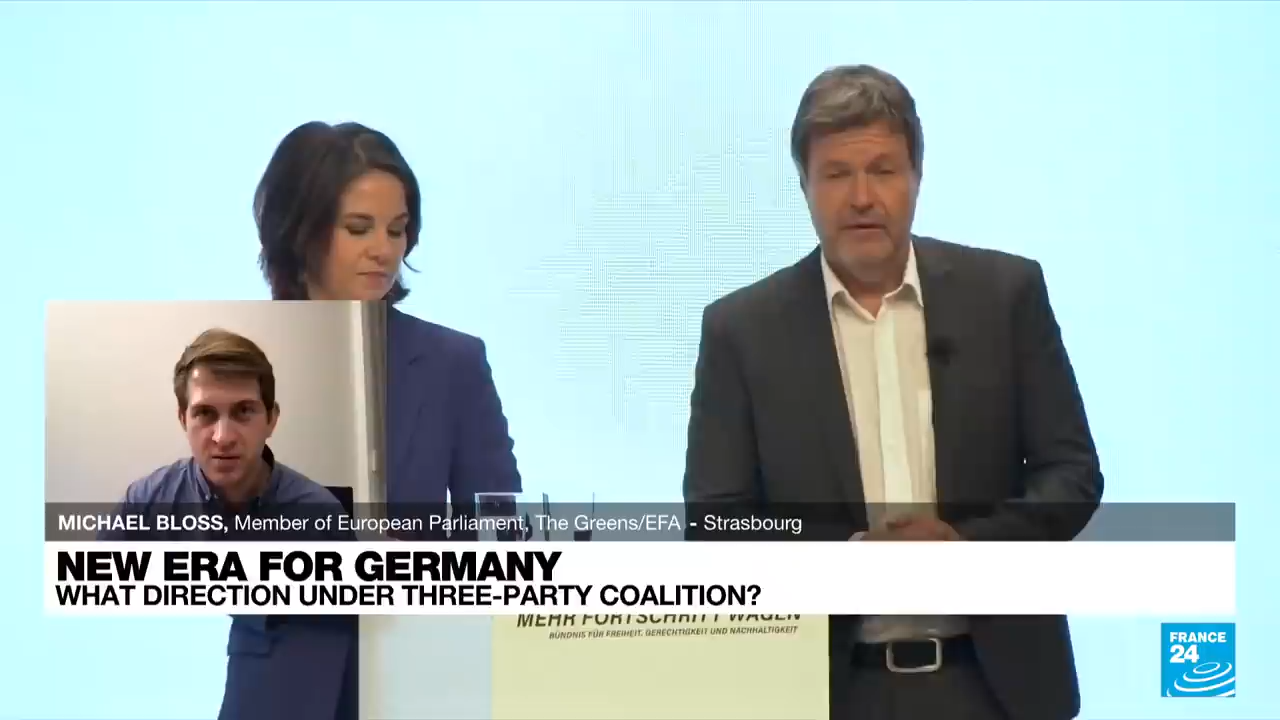 MICHAEL BLOSS, Member of European Parliament, The Greens/EFA - Strasbourg
NEW ERA FOR GERMANY
WHAT DIRECTION UNDER THREE-PARTY COALITION?
MEHR FORTSCHRITT WAGEN
BÜNDNIS FÜR FREIHEIT, GERECHTIGKEIT UND NACHHALTIGKEIT
FRANCE
24